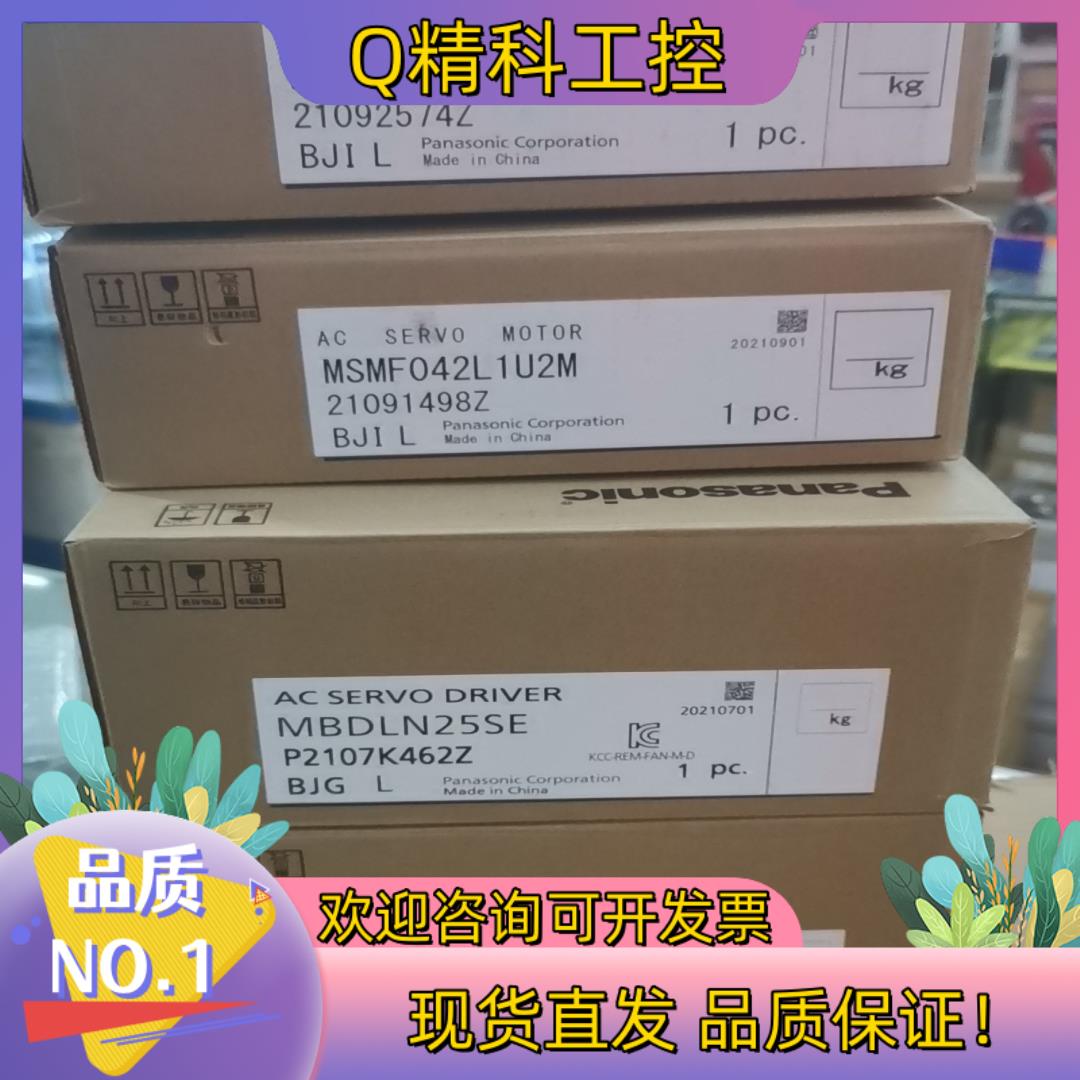 Q精科工控
01
kg
21092574Z
1 pc.
BJI L
Panasonic Corporation
Made in China
AC SERVO MOTOR
20210901
MSMF042L1U2M
kg
21091498Z
1 pc.
BJI L
Panasonic Corporation
Made in China
Panasonic
AC SERVO DRIVER
20210701
MBDLN25SE
kg
P2107K462Z
KCC-REM-FAN-M-D
1 pc.
BJG L
Panasonic Corporation
Made in China
品质
NO.1
欢迎咨询可开发票
现货直发 品质保证!